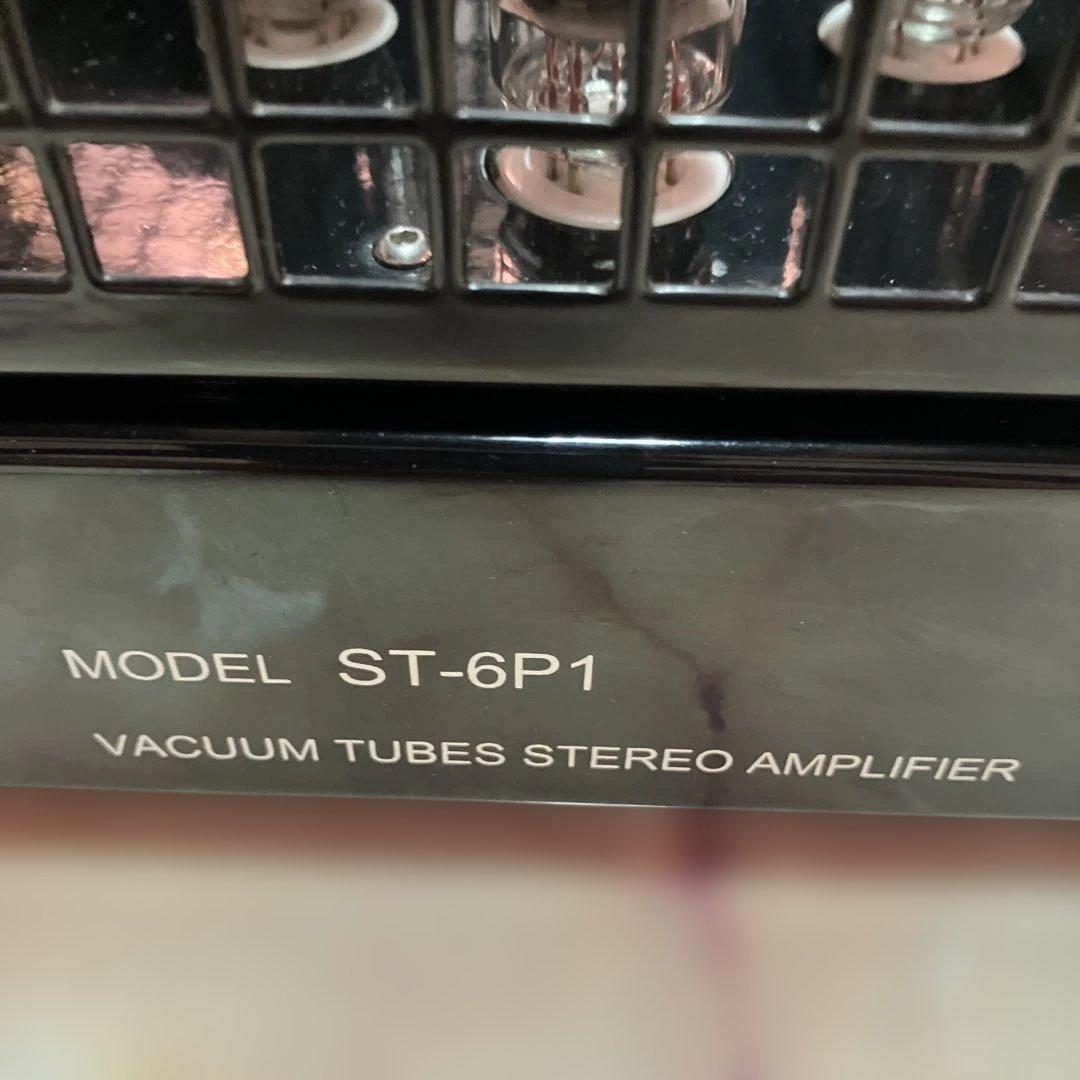 MODEL ST-6P1
VACUUM TUBES STEREO AMPLIFIER